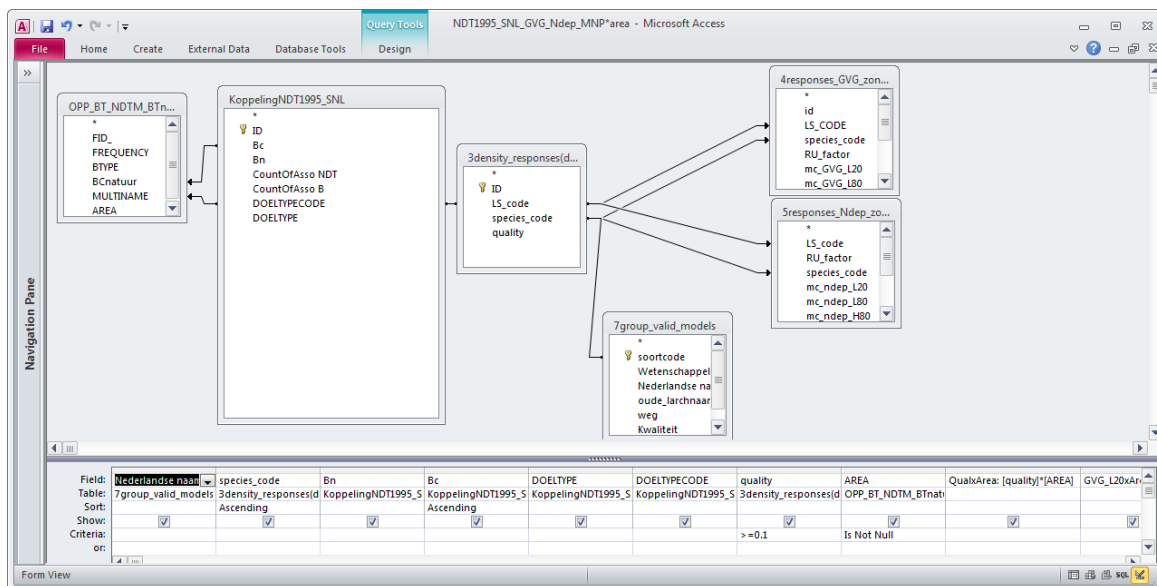 A
NDT1995_SNL_GVG_Ndep_MNP*area - Microsoft Access
Query Tools
File Home Create External Data Database Tools Design
Navigation Pane
OPP_BT_NDTM_BTn...
*
FID_
FREQUENCY
BTYPE
BCnatuur
MULTINAME
AREA
KoppelingNDT1995_SNL
*
ID
Bc
Bn
CountOfAsso NDT
CountOfAsso B
DOELTYPECODE
DOELTYPE
3density_responses(d...
*
ID
LS_code
species_code
quality
4responses_GVG_zon...
*
id
LS_CODE
species_code
RU_factor
mc_GVG_L20
mc_GVG_L80
5responses_Ndep_zo...
*
LS_code
RU_factor
species_code
mc_ndep_L20
mc_ndep_L80
mc_ndep_H80
7group_valid_models
*
soortcode
Wetenschappel
Nederlandse na
oude_larchnaar
weg
Kwaliteit
Field: Nederlandse naam species_code Bn Bc DOELTYPE DOELTYPECODE quality AREA QualxArea: [quality]*[AREA] GVG_L20xAre
Table: 7group_valid_models 3density_responses(d KoppelingNDT1995_S KoppelingNDT1995_S KoppelingNDT1995_S KoppelingNDT1995_S 3density_responses(d OPP_BT_NDTM_BTnatu
Sort: Ascending Ascending
Show:
Criteria: >=0.1 Is Not Null
or:
Form View SQL